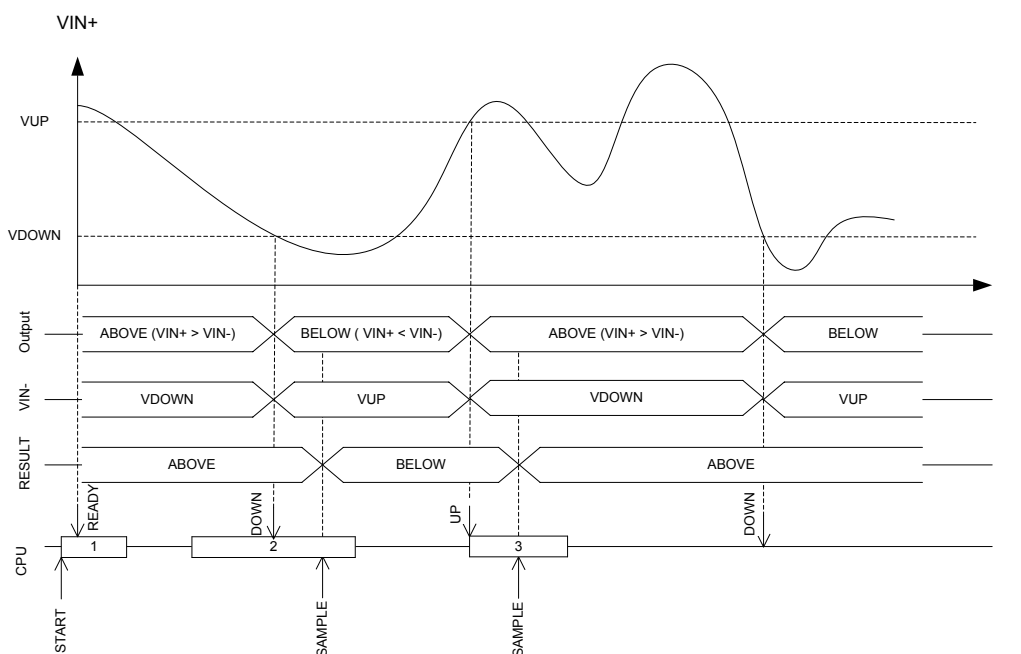 VIN+
VUP
VDOWN
Output
ABOVE (VIN+ > VIN-)
BELOW ( VIN+ < VIN-)
ABOVE (VIN+ > VIN-)
BELOW
VIN-
VDOWN
VUP
VDOWN
VUP
RESULT
ABOVE
BELOW
ABOVE
READY
DOWN
UP
DOWN
CPU
1
2
3
START
SAMPLE
SAMPLE